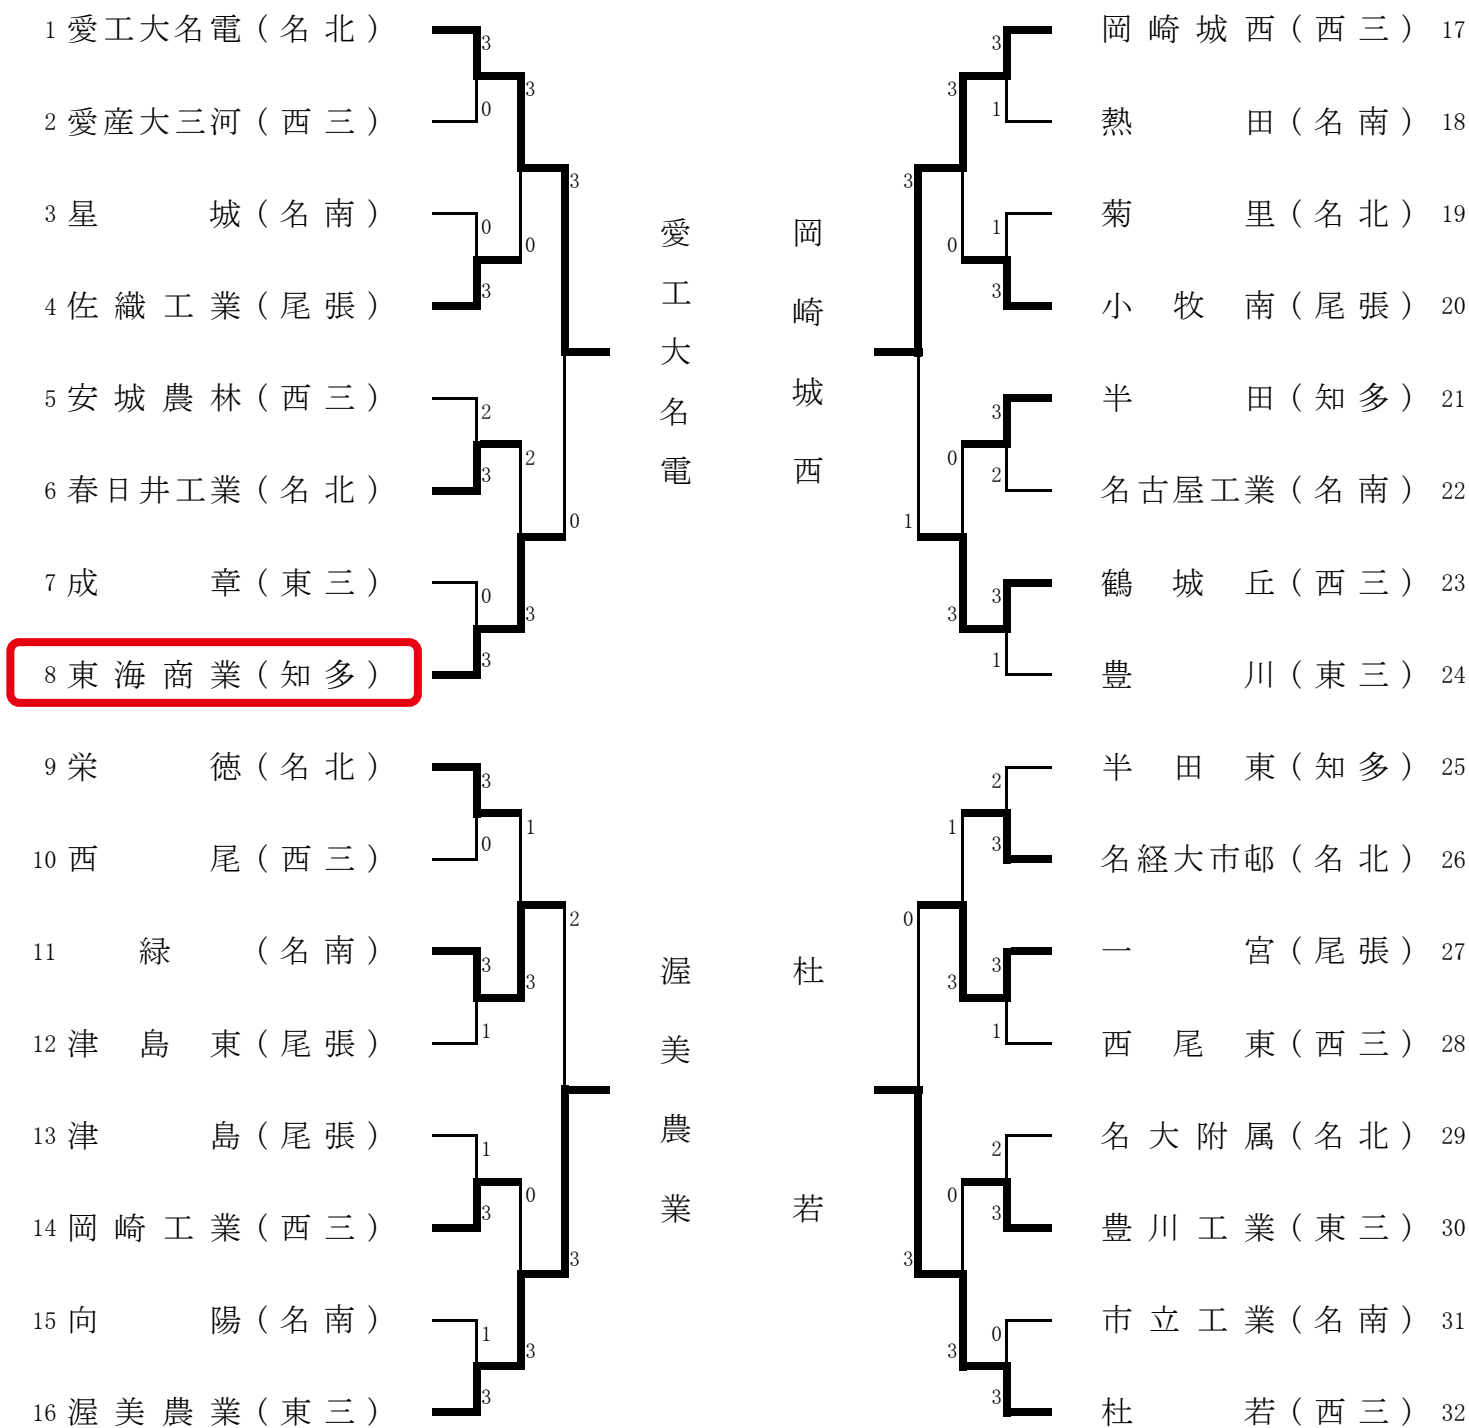 1 愛工大名電(名北)
3
0
2 愛産大三河(西三)
3
3 星城(名南)
0
3
4 佐織工業(尾張)
0
3
5 安城農林(西三)
2
3
6 春日井工業(名北)
2
7 成章(東三)
0
3
8 東海商業(知多)
3
0
9 栄徳(名北)
3
0
10 西尾(西三)
1
11 緑(名南)
3
1
12 津島東(尾張)
3
2
13 津島(尾張)
1
3
14 岡崎工業(西三)
0
15 向陽(名南)
1
3
16 渥美農業(東三)
3
3
愛工大名電
渥美農業
岡崎城西
杜若
岡崎城西(西三) 17
3
1
熱田(名南) 18
3
菊里(名北) 19
1
3
小牧南(尾張) 20
0
3
半田(知多) 21
3
2
名古屋工業(名南) 22
0
鶴城丘(西三) 23
3
1
豊川(東三) 24
3
1
半田東(知多) 25
2
3
名経大市邨(名北) 26
1
一宮(尾張) 27
3
1
西尾東(西三) 28
3
0
名大附属(名北) 29
2
3
豊川工業(東三) 30
0
市立工業(名南) 31
0
3
杜若(西三) 32
3
3